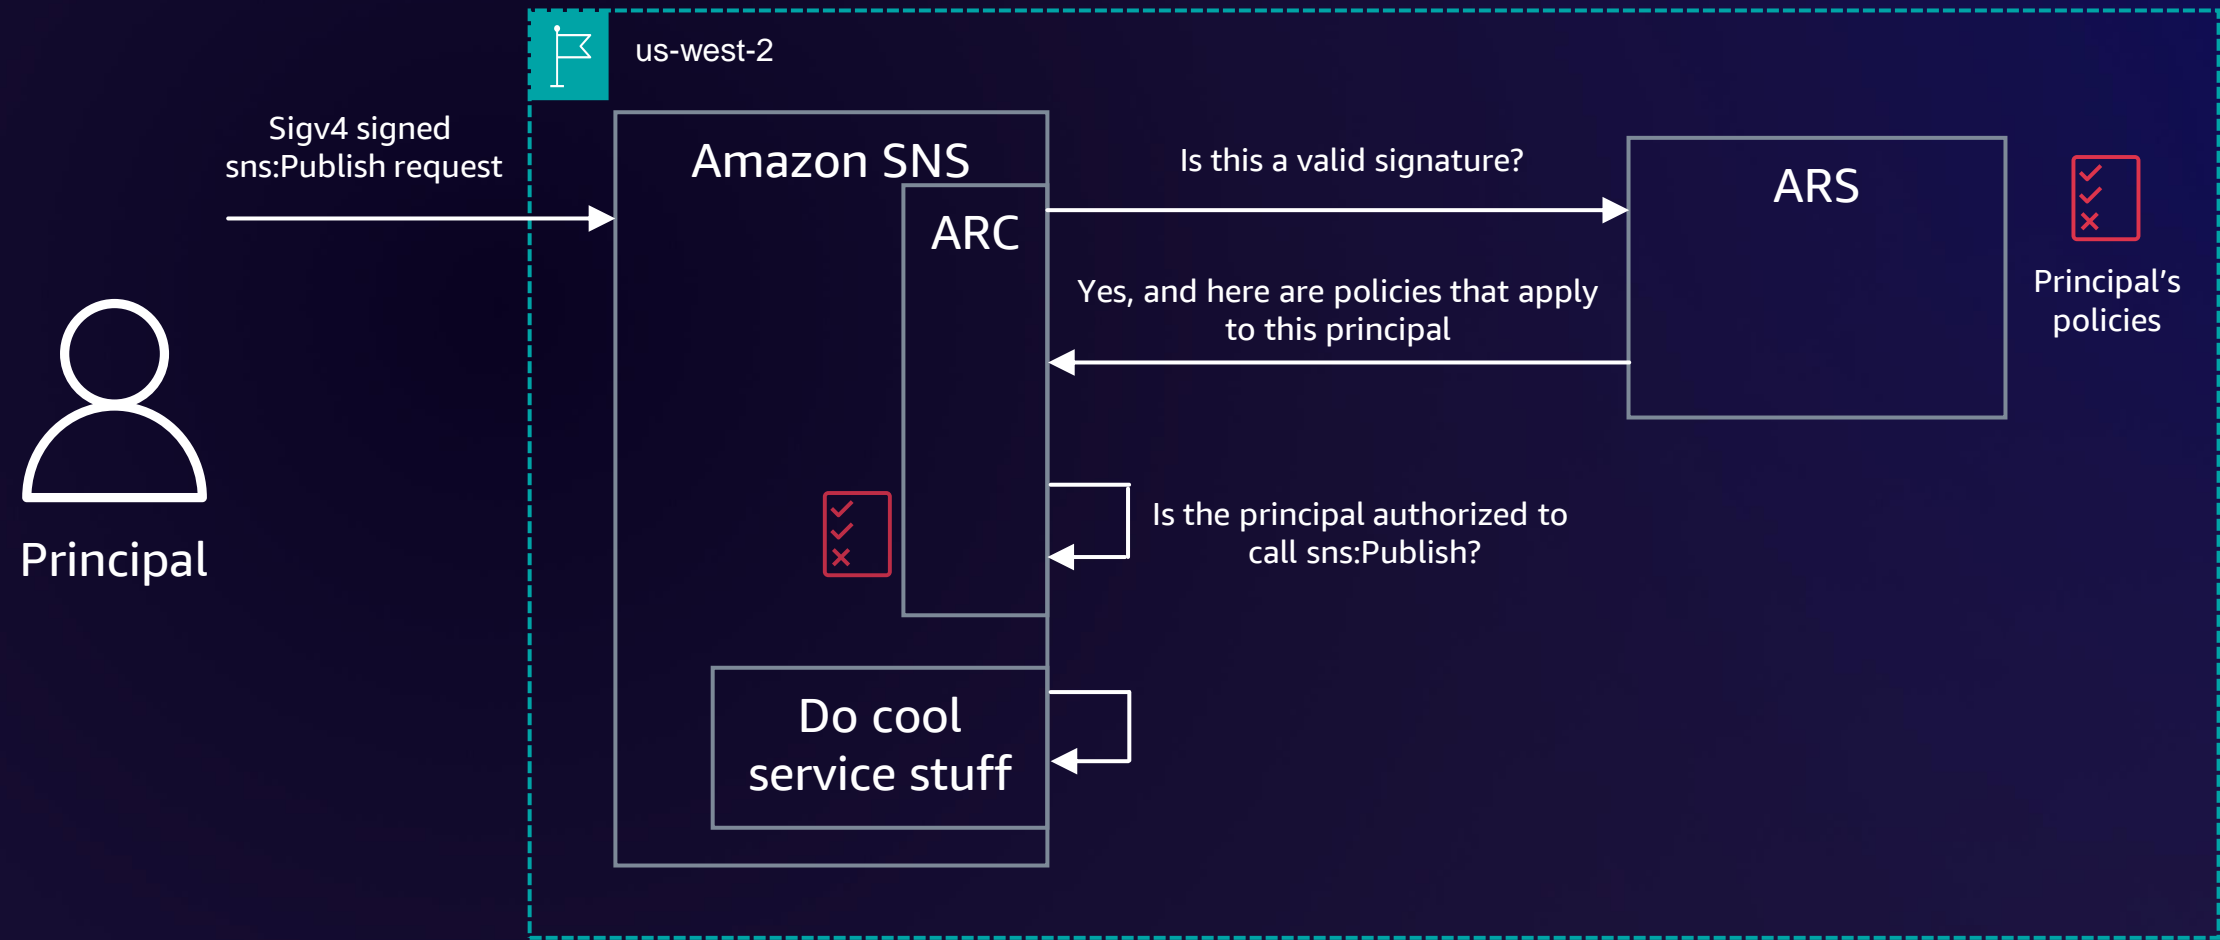 us-west-2
Sigv4 signed
sns:Publish request
Amazon SNS
ARC
Is this a valid signature?
ARS
Yes, and here are policies that apply
to this principal
Principal's
policies
Is the principal authorized to
call sns:Publish?
Principal
Do cool
service stuff